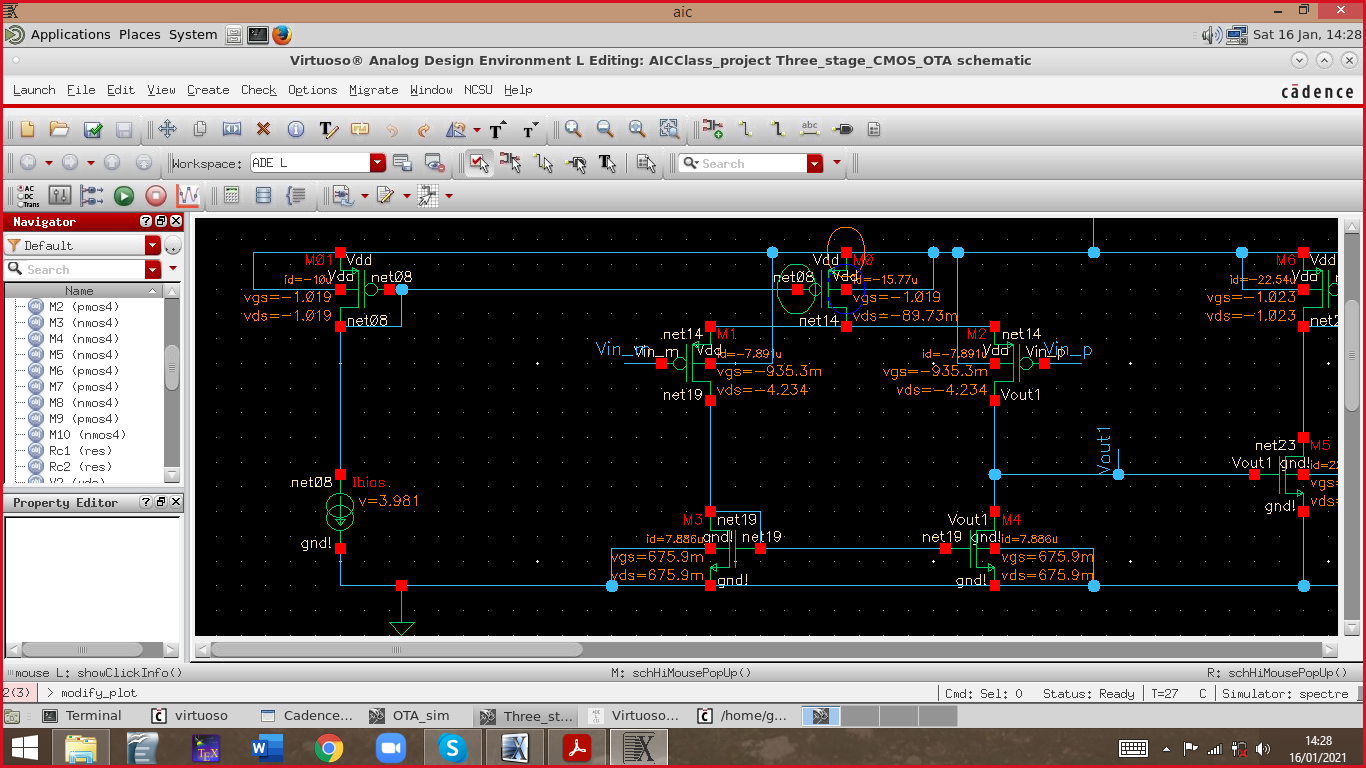 aic
Applications Places System
Sat 16 Jan, 14:28
Virtuoso® Analog Design Environment L Editing: AICClass_project Three_stage_CMOS_OTA schematic
Launch File Edit View Create Check Options Migrate Window NCSU Help
cādence
Workspace: ADE L
Search
AC
DC
Trans
Navigator
Default
Search
Name
M2 (pmos4)
M3 (nmos4)
M4 (nmos4)
M5 (nmos4)
M6 (pmos4)
M7 (pmos4)
M8 (nmos4)
M9 (pmos4)
M10 (nmos4)
Rc1 (res)
Rc2 (res)
Property Editor
M01 Vdd
id=-10u Vdd net08
vgs=-1.019
vds=-1.019 net08
Vdd M0
net08 Vdd id=-15.77u
vgs=-1.019
net14 vds=-89.73m
M6 Vdd
id=-22.54u Vdd
vgs=-1.023
vds=-1.023
net14 M1
Vin_m Vin_m Vdd id=-7.891u
vgs=-935.3m
vds=-4.234
net19
M2 net14
id=-7.891u Vdd Vin_p Vin_p
vgs=-935.3m
vds=-4.234
Vout1
Vout1
net23 M5
Vout1 gnd!
vgs=
vds=
gnd!
net08 Ibias
v=3.981
gnd!
M3 net19
gnd! net19
id=7.886u
vgs=675.9m
vds=675.9m
gnd!
Vout1 M4
net19 gnd!
id=7.886u
vgs=675.9m
vds=675.9m
gnd!
mouse L: showClickInfo() M: schHiMousePopUp() R: schHiMousePopUp()
2(3) > modify_plot Cmd: Sel: 0 Status: Ready T=27 C Simulator: spectre
Terminal virtuoso Cadence... OTA_sim Three_st... Virtuoso... /home/g...
14:28
16/01/2021